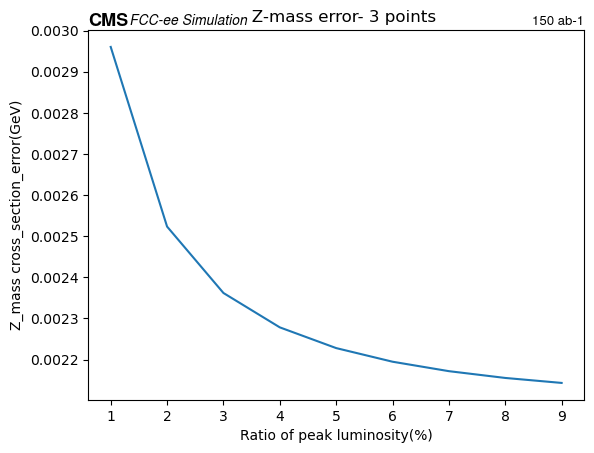 CMS FCC-ee Simulation Z-mass error- 3 points 150 ab-1
0.0030
0.0029
0.0028
0.0027
0.0026
0.0025
0.0024
0.0023
0.0022
Z_mass cross_section_error(GeV)
1 2 3 4 5 6 7 8 9
Ratio of peak luminosity(%)